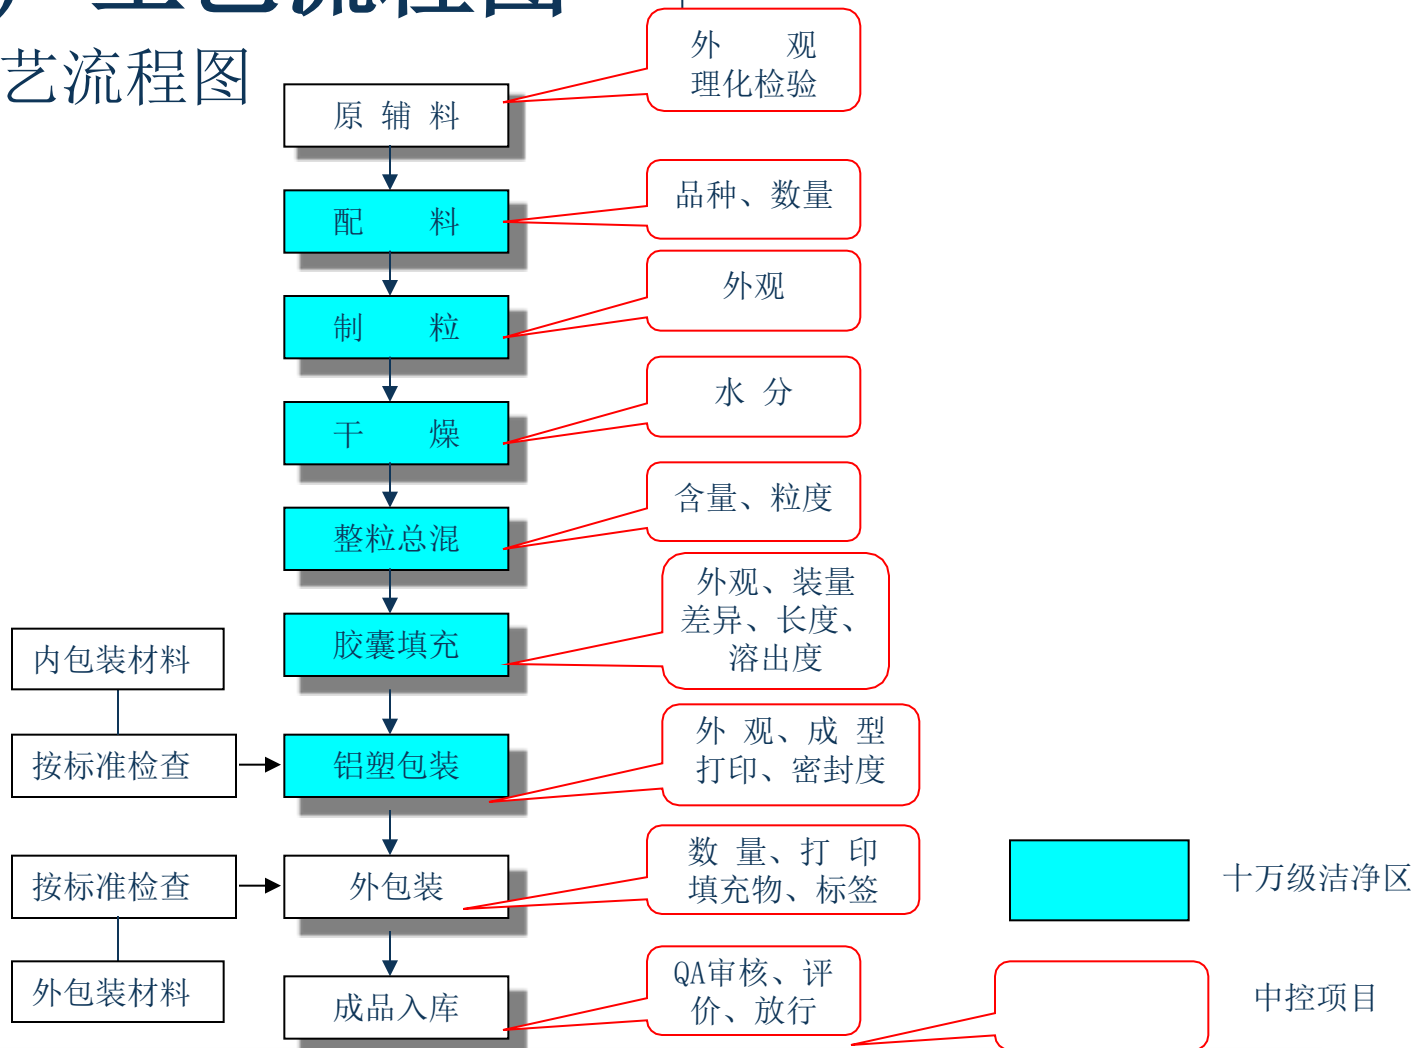 艺流程图
外 观
理化检验
原 辅 料
品种、数量
配 料
外观
制 粒
水 分
干 燥
含量、粒度
整粒总混
外观、装量
差异、长度、
溶出度
胶囊填充
内包装材料
外 观、成 型
打印、密封度
按标准检查
铝塑包装
数 量、打 印
填充物、标签
按标准检查
外包装
十万级洁净区
QA审核、评
价、放行
外包装材料
成品入库
中控项目